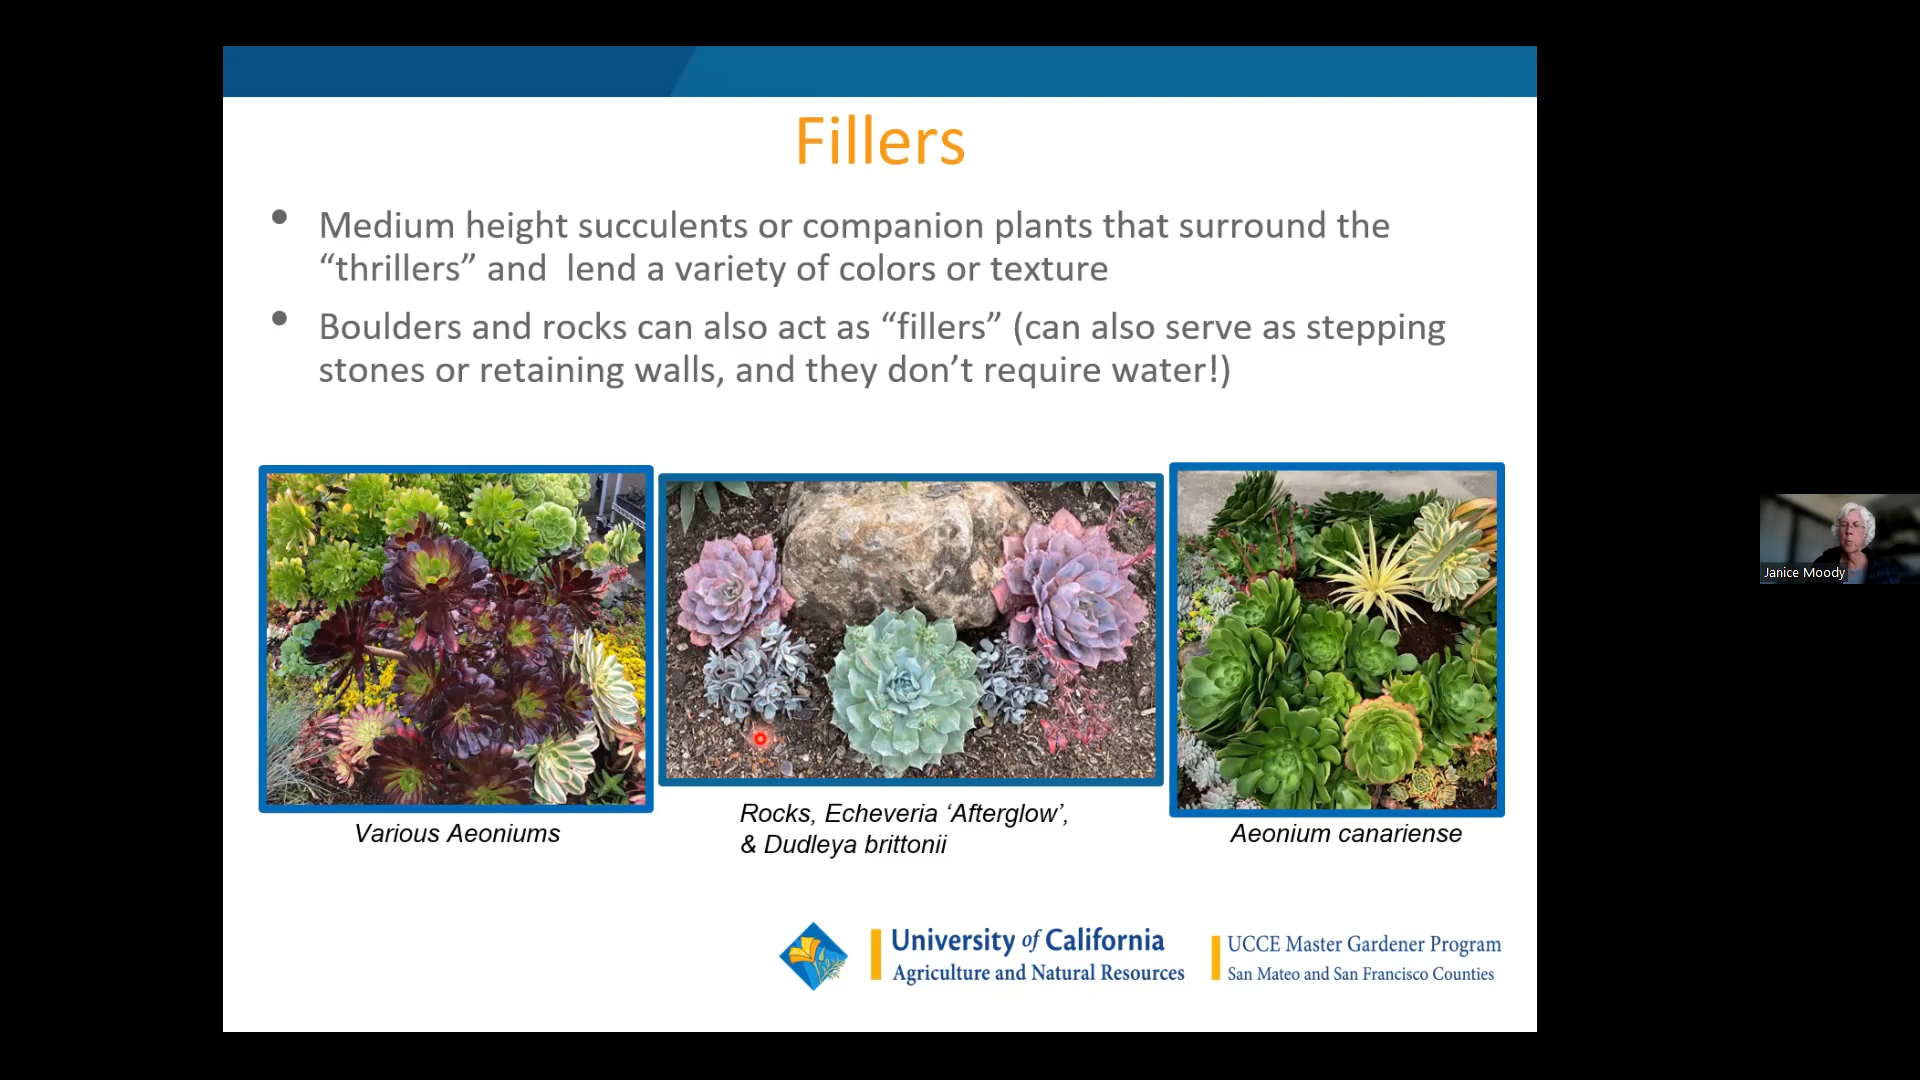 Fillers
• Medium height succulents or companion plants that surround the
“thrillers” and  lend a variety of colors or texture
• Boulders and rocks can also act as “fillers” (can also serve as stepping
stones or retaining walls, and they don’t require water!)
Various Aeoniums
Rocks, Echeveria ‘Afterglow’,
& Dudleya brittonii
Aeonium canariense
University of California
Agriculture and Natural Resources
UCCE Master Gardener Program
San Mateo and San Francisco Counties
Janice Moody